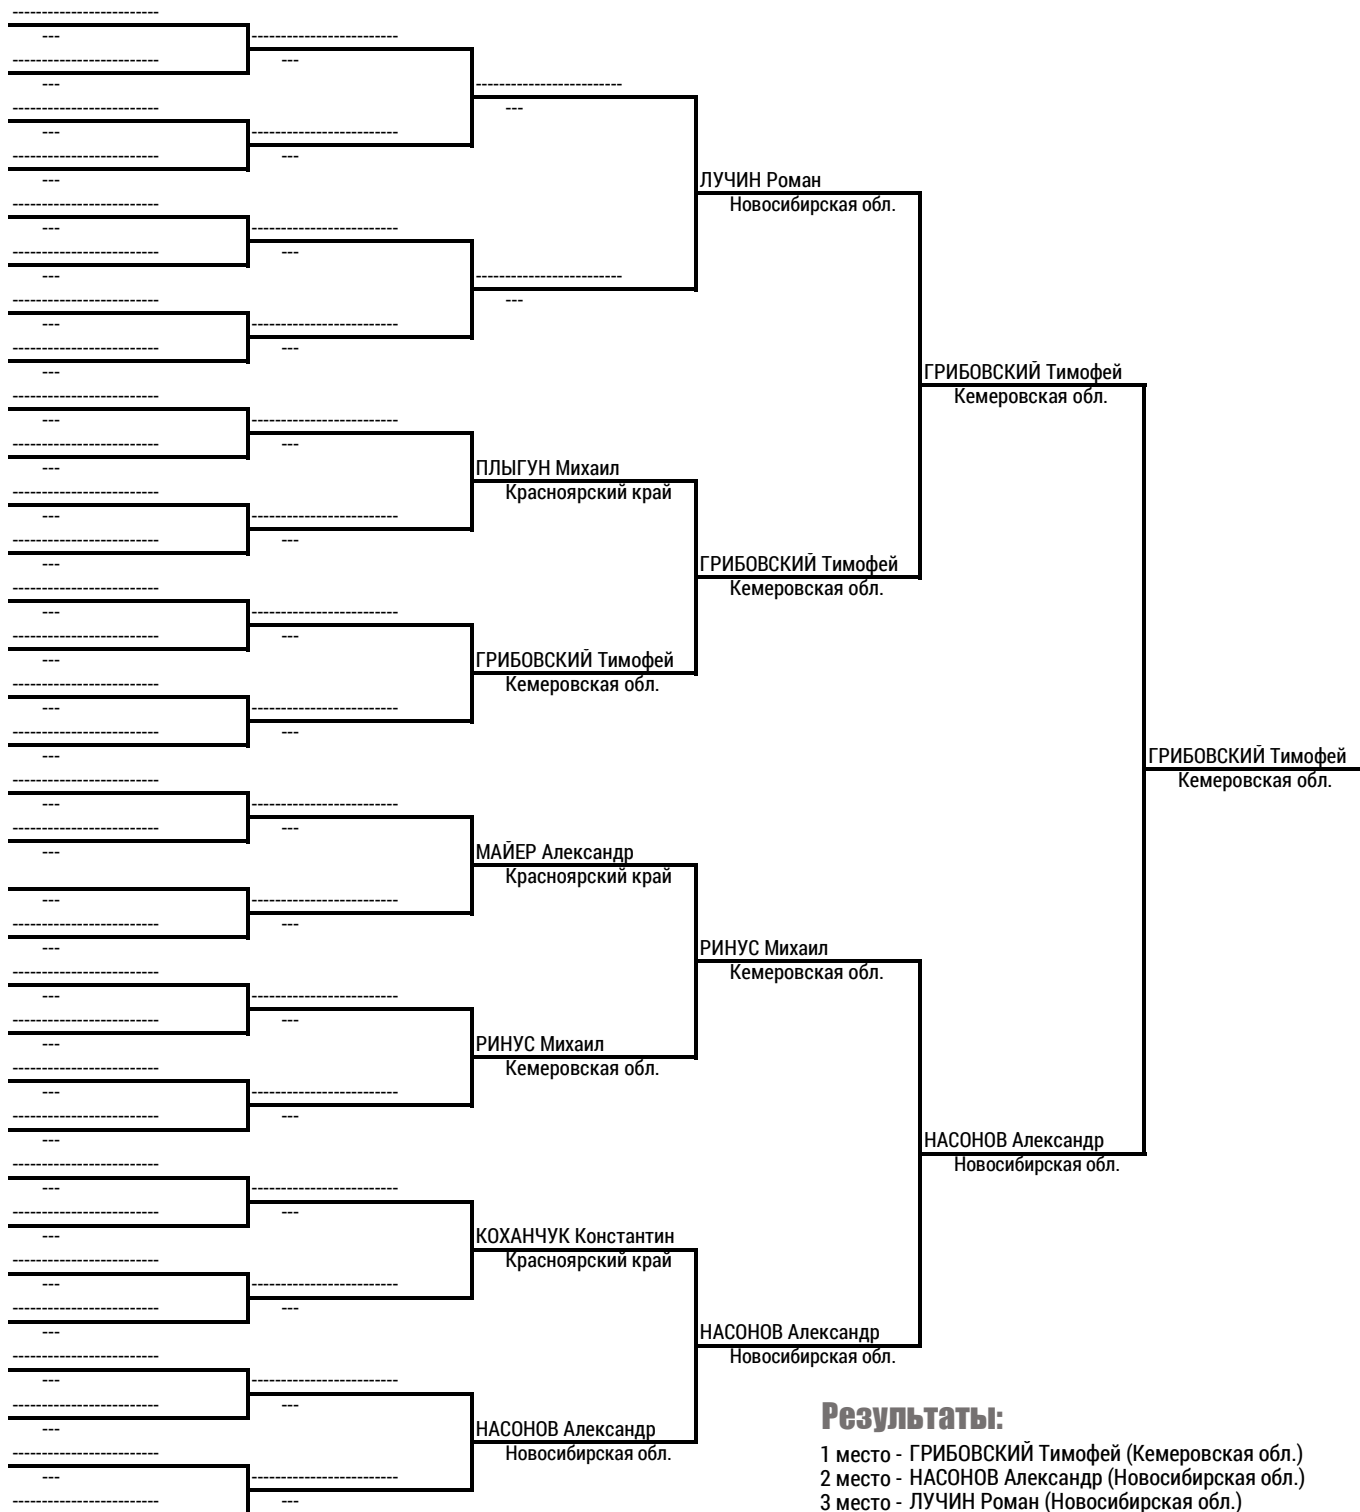 ЛУЧИН Роман
Новосибирская обл.
ГРИБОВСКИЙ Тимофей
Кемеровская обл.
ПЛЫГУН Михаил
Красноярский край
ГРИБОВСКИЙ Тимофей
Кемеровская обл.
ГРИБОВСКИЙ Тимофей
Кемеровская обл.
ГРИБОВСКИЙ Тимофей
Кемеровская обл.
МАЙЕР Александр
Красноярский край
РИНУС Михаил
Кемеровская обл.
РИНУС Михаил
Кемеровская обл.
НАСОНОВ Александр
Новосибирская обл.
КОХАНЧУК Константин
Красноярский край
НАСОНОВ Александр
Новосибирская обл.
НАСОНОВ Александр
Новосибирская обл.
Результаты:
1 место - ГРИБОВСКИЙ Тимофей (Кемеровская обл.)
2 место - НАСОНОВ Александр (Новосибирская обл.)
3 место - ЛУЧИН Роман (Новосибирская обл.)